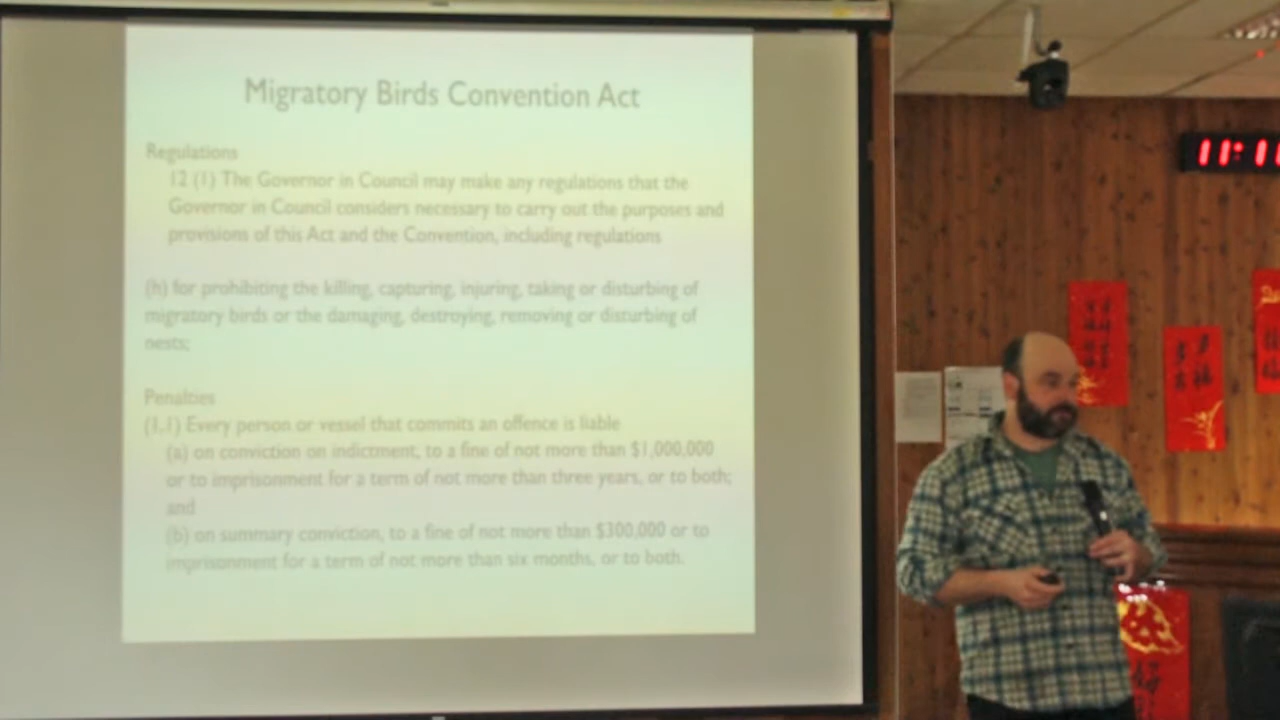 Migratory Birds Convention Act
Regulations
12 (1) The Governor in Council may make any regulations that the
Governor in Council considers necessary to carry out the purposes and
provisions of this Act and the Convention, including regulations
(h) for prohibiting the killing, capturing, injuring, taking or disturbing of
migratory birds or the damaging, destroying, removing or disturbing of
nests;
Penalties
(1.1) Every person or vessel that commits an offence is liable
(a) on conviction on indictment, to a fine of not more than $1,000,000
or to imprisonment for a term of not more than three years, or to both;
and
(b) on summary conviction, to a fine of not more than $300,000 or to
imprisonment for a term of not more than six months, or to both.
11:1